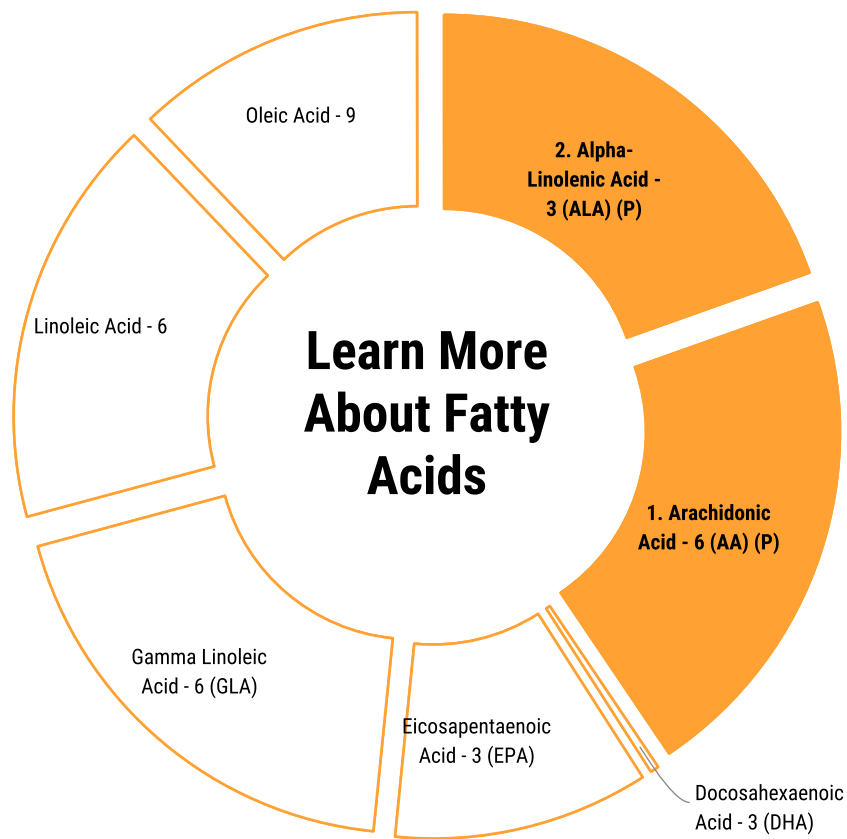 Oleic Acid - 9
2. Alpha-
Linolenic Acid -
3 (ALA) (P)
Linoleic Acid - 6
Learn More
About Fatty
Acids
1. Arachidonic
Acid - 6 (AA) (P)
Gamma Linoleic
Acid - 6 (GLA)
Eicosapentaenoic
Acid - 3 (EPA)
Docosahexaenoic
Acid - 3 (DHA)